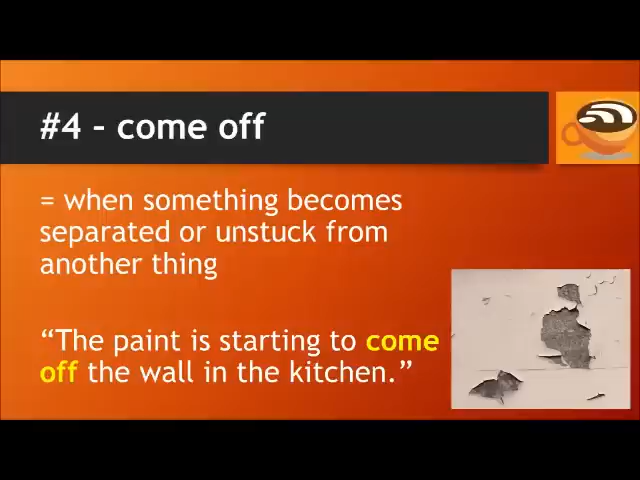 #4 – come off
= when something becomes
separated or unstuck from
another thing
“The paint is starting to come
off the wall in the kitchen.”